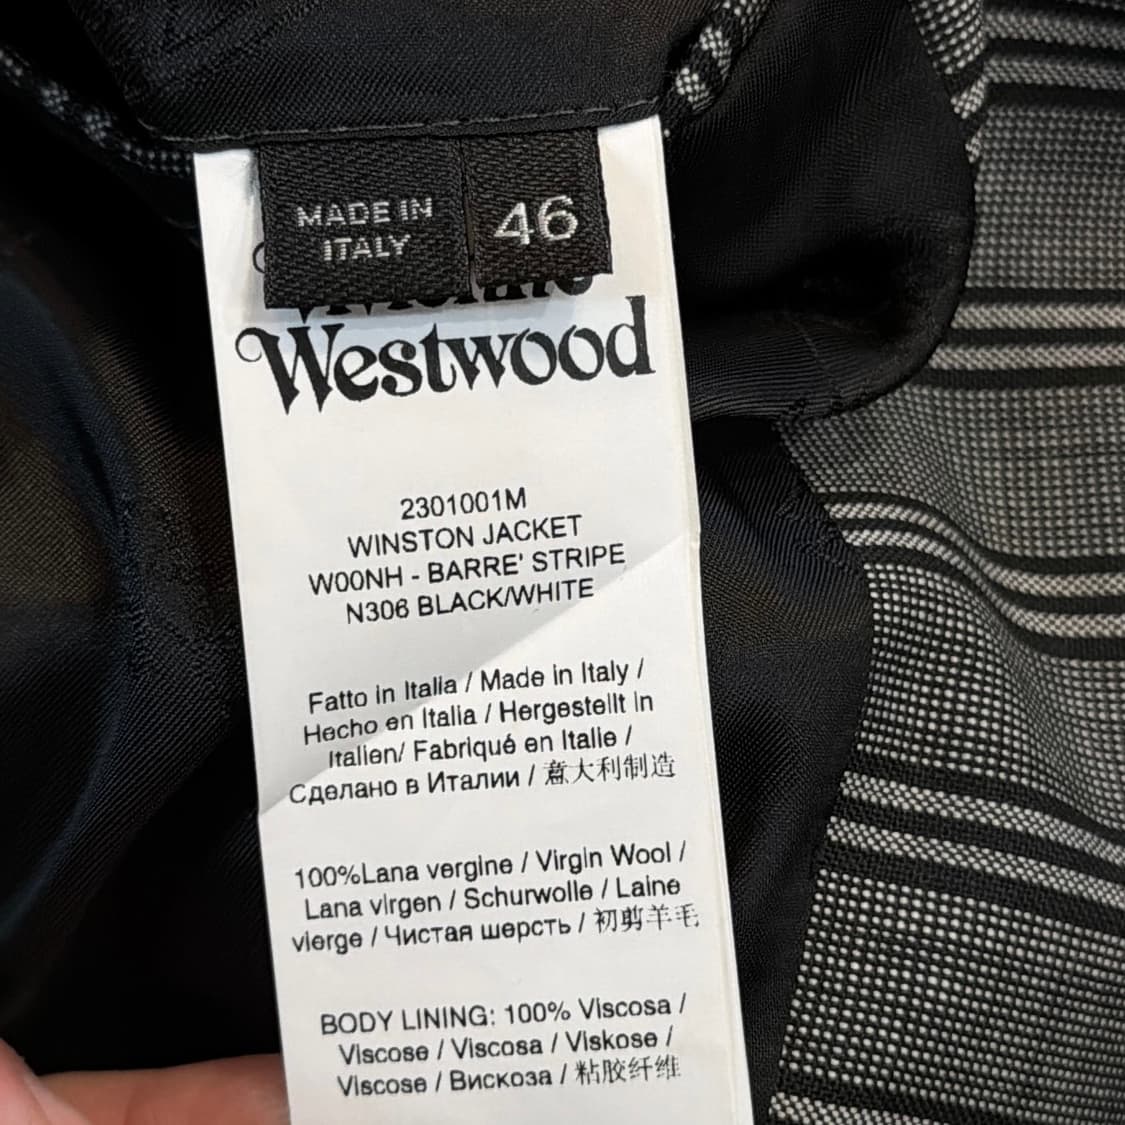 MADE IN
ITALY
46
Westwood
2301001M
WINSTON JACKET
W00NH - BARRE' STRIPE
N306 BLACK/WHITE
Fatto in Italia / Made in Italy /
Hecho en Italia / Hergestellt in
Italien/ Fabriqué en Italie /
Сделано в Италии / 意大利制造
100%Lana vergine / Virgin Wool /
Lana virgen / Schurwolle / Laine
vierge / Чистая шерсть / 初剪羊毛
BODY LINING: 100% Viscosa /
Viscose / Viscosa / Viskose /
Viscose / Вискоза / 粘胶纤维